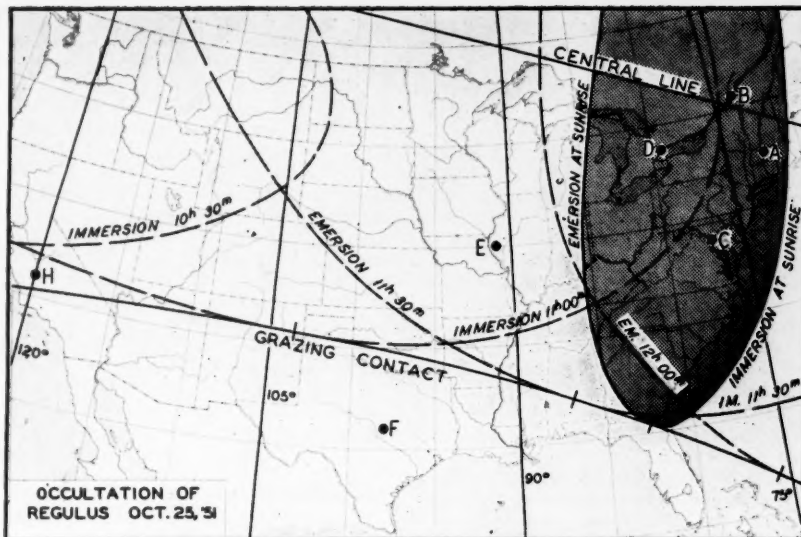 CENTRAL LINE
B
D
A
EMERSION AT SUNRISE
IMMERSION 10h 30m
EMERSION 11h 30m
C
E
H
IMMERSION AT SUNRISE
IMMERSION 11h 00m
GRAZING CONTACT
EM. 12h 00m
120°
105°
IM. 11h 30m
F
90°
75°
OCCULTATION OF
REGULUS OCT. 25, '51